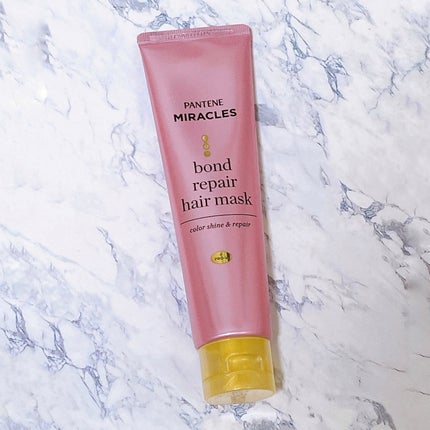 PANTENE
MIRACLES
bond
repair
hair mask
color shine & repair